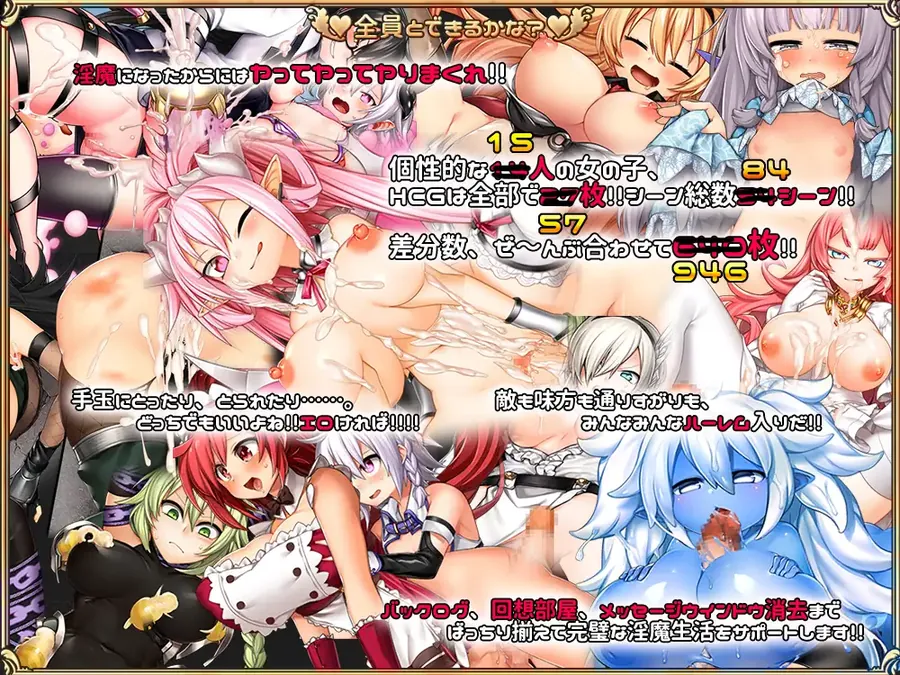 ♥全員とできるかな?♥
淫魔になったからにはヤってヤってヤりまくれ!!
15
個性的な人の女の子、
84
HCGは全部で枚!!シーン総数シーン!!
57
差分数、ぜ~んぶ合わせて枚!!
946
手玉にとったり、とられたり……。
どっちでもいいよね!!エロければ!!!!
敵も味方も通りすがりも、
みんなみんなハーレム入りだ!!
バックログ、回想部屋、メッセージウィンドウ消去まで
ばっちり揃えて完璧な淫魔生活をサポートします!!